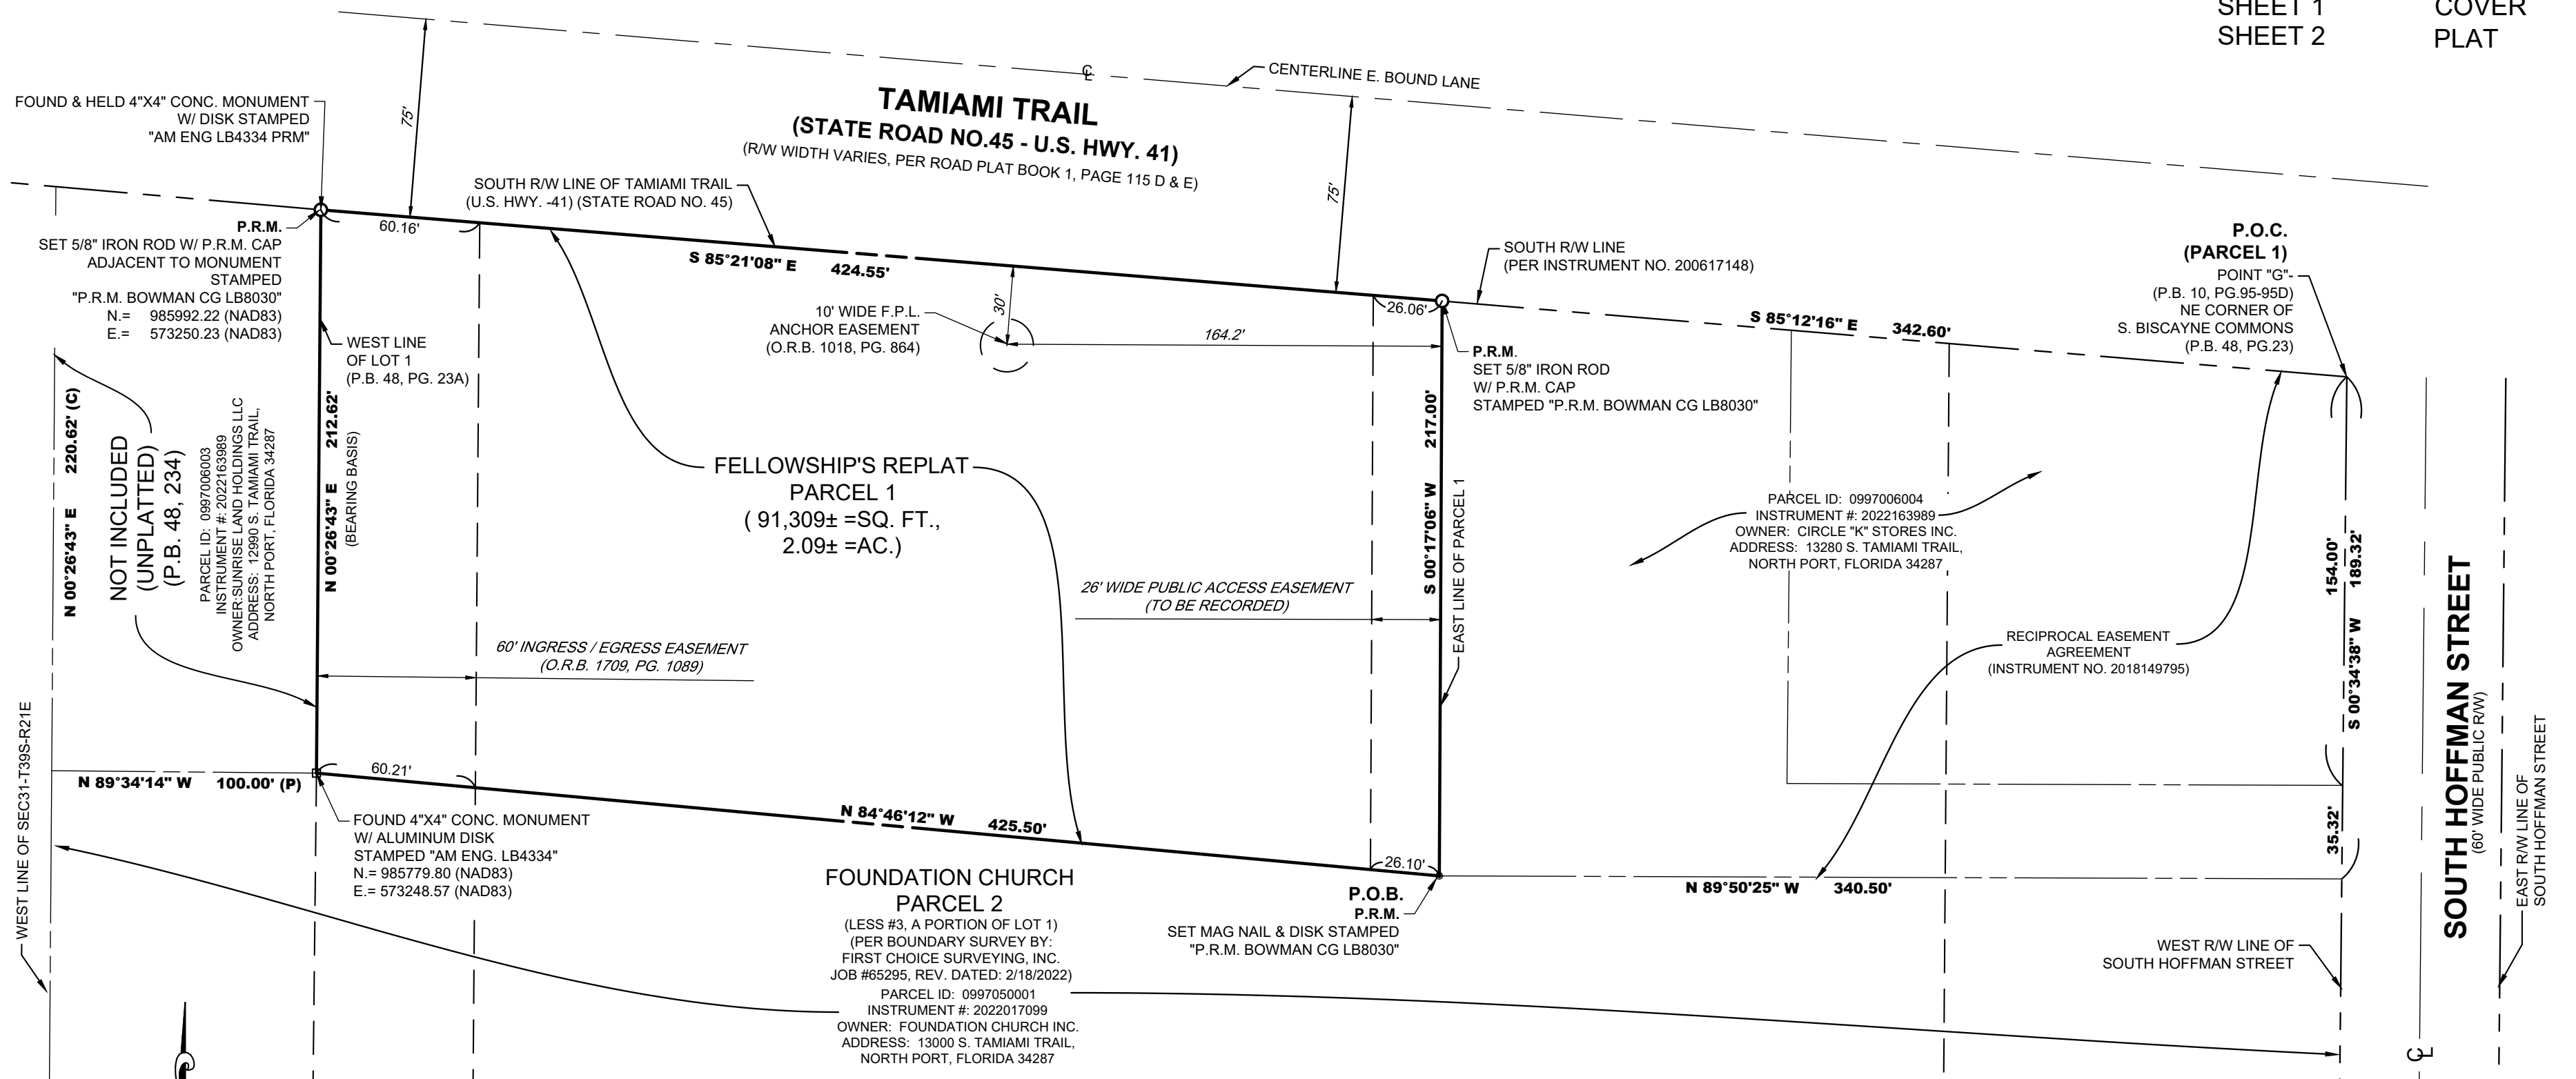 SHEET 1 COVER
SHEET 2 PLAT
FOUND & HELD 4"X4" CONC. MONUMENT
W/ DISK STAMPED
"AM ENG LB4334 PRM"
75'
CL
CENTERLINE E. BOUND LANE
TAMIAMI TRAIL
(STATE ROAD NO.45 - U.S. HWY. 41)
(R/W WIDTH VARIES, PER ROAD PLAT BOOK 1, PAGE 115 D & E)
75'
SOUTH R/W LINE OF TAMIAMI TRAIL
(U.S. HWY. -41) (STATE ROAD NO. 45)
P.R.M.
SET 5/8" IRON ROD W/ P.R.M. CAP
ADJACENT TO MONUMENT
STAMPED
"P.R.M. BOWMAN CG LB8030"
N.= 985992.22 (NAD83)
E.= 573250.23 (NAD83)
60.16'
S 85°21'08" E 424.55'
SOUTH R/W LINE
(PER INSTRUMENT NO. 200617148)
P.O.C.
(PARCEL 1)
POINT "G"-
(P.B. 10, PG.95-95D)
NE CORNER OF
S. BISCAYNE COMMONS
(P.B. 48, PG.23)
10' WIDE F.P.L.
ANCHOR EASEMENT
(O.R.B. 1018, PG. 864)
30'
164.2'
26.06'
S 85°12'16" E 342.60'
P.R.M.
SET 5/8" IRON ROD
W/ P.R.M. CAP
STAMPED "P.R.M. BOWMAN CG LB8030"
WEST LINE
OF LOT 1
(P.B. 48, PG. 23A)
N 00°26'43" E 220.62' (C)
NOT INCLUDED
(UNPLATTED)
(P.B. 48, 234)
PARCEL ID: 0997006003
INSTRUMENT #: 2022163989
OWNER:SUNRISE LAND HOLDINGS LLC
ADDRESS: 12990 S. TAMIAMI TRAIL,
NORTH PORT, FLORIDA 34287
N 00°26'43" E 212.62'
(BEARING BASIS)
FELLOWSHIP'S REPLAT
PARCEL 1
( 91,309± =SQ. FT.,
2.09± =AC.)
S 00°17'06" W 217.00'
EAST LINE OF PARCEL 1
PARCEL ID: 0997006004
INSTRUMENT #: 2022163989
OWNER: CIRCLE "K" STORES INC.
ADDRESS: 13280 S. TAMIAMI TRAIL,
NORTH PORT, FLORIDA 34287
26' WIDE PUBLIC ACCESS EASEMENT
(TO BE RECORDED)
60' INGRESS / EGRESS EASEMENT
(O.R.B. 1709, PG. 1089)
RECIPROCAL EASEMENT
AGREEMENT
(INSTRUMENT NO. 2018149795)
154.00'
S 00°34'38" W 189.32'
35.32'
SOUTH HOFFMAN STREET
(60' WIDE PUBLIC R/W)
EAST R/W LINE OF
SOUTH HOFFMAN STREET
WEST LINE OF SEC31-T39S-R21E
N 89°34'14" W 100.00' (P)
60.21'
N 84°46'12" W 425.50'
26.10'
N 89°50'25" W 340.50'
FOUND 4"X4" CONC. MONUMENT
W/ ALUMINUM DISK
STAMPED "AM ENG. LB4334"
N.= 985779.80 (NAD83)
E.= 573248.57 (NAD83)
P.O.B.
P.R.M.
SET MAG NAIL & DISK STAMPED
"P.R.M. BOWMAN CG LB8030"
FOUNDATION CHURCH
PARCEL 2
(LESS #3, A PORTION OF LOT 1)
(PER BOUNDARY SURVEY BY:
FIRST CHOICE SURVEYING, INC.
JOB #65295, REV. DATED: 2/18/2022)
PARCEL ID: 0997050001
INSTRUMENT #: 2022017099
OWNER: FOUNDATION CHURCH INC.
ADDRESS: 13000 S. TAMIAMI TRAIL,
NORTH PORT, FLORIDA 34287
WEST R/W LINE OF
SOUTH HOFFMAN STREET
CL